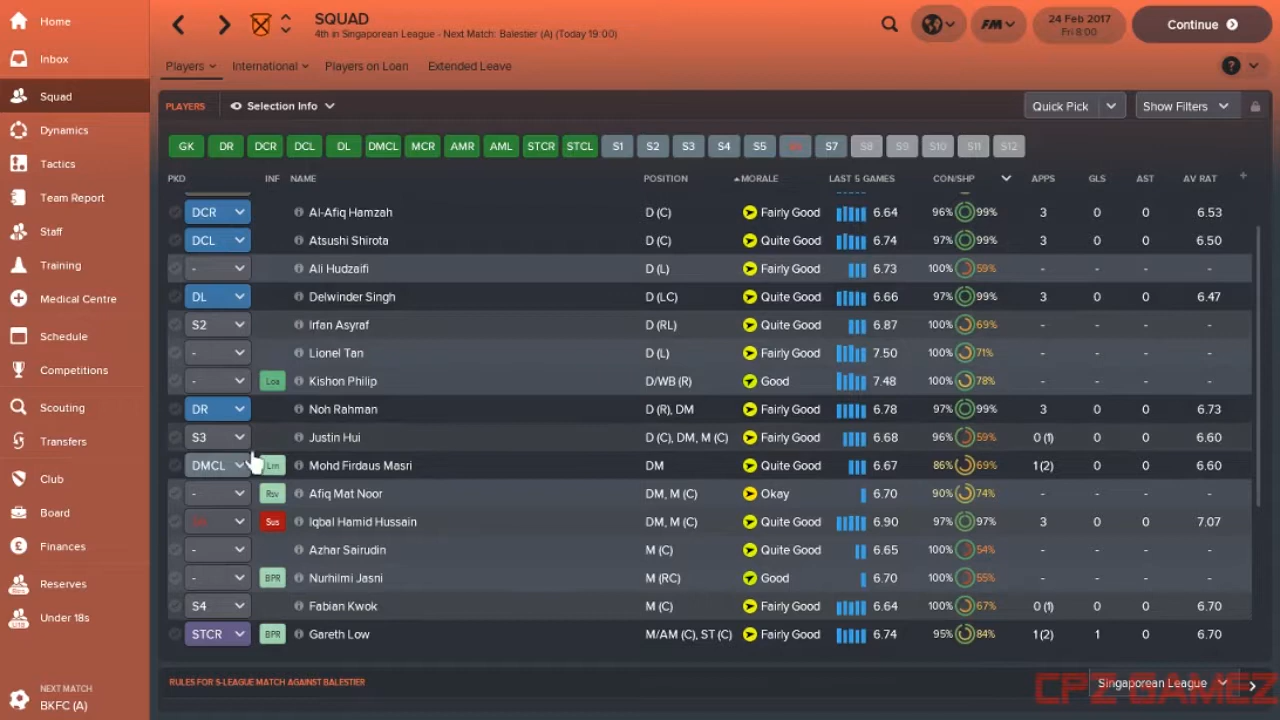 Home
Inbox
Squad
Dynamics
Tactics
Team Report
Staff
Training
Medical Centre
Schedule
Competitions
Scouting
Transfers
Club
Board
Finances
Reserves
Under 18s
NEXT MATCH
BKFC (A)
SQUAD
4th in Singaporean League - Next Match: Balestier (A) (Today 19:00)
FM
24 Feb 2017
Fri 8:00
Continue
Players International Players on Loan Extended Leave ?
PLAYERS Selection Info Quick Pick Show Filters
GK DR DCR DCL DL DMCL MCR AMR AML STCR STCL S1 S2 S3 S4 S5 S7 S8 S9 S10 S11 S12
PKD INF NAME POSITION MORALE LAST 5 GAMES CON/SHP APPS GLS AST AV RAT +
DCR Al-Afiq Hamzah D (C) Fairly Good 6.64 96% 99% 3 0 0 6.53
DCL Atsushi Shirota D (C) Quite Good 6.74 97% 99% 3 0 0 6.50
- Ali Hudzaifi D (L) Fairly Good 6.73 100% 59% - - - -
DL Delwinder Singh D (LC) Quite Good 6.66 97% 99% 3 0 0 6.47
S2 Irfan Asyraf D (RL) Quite Good 6.87 100% 69% - - - -
- Lionel Tan D (L) Fairly Good 7.50 100% 71% - - - -
- Loa Kishon Philip D/WB (R) Good 7.48 100% 78% - - - -
DR Noh Rahman D (R), DM Fairly Good 6.78 97% 99% 3 0 0 6.73
S3 Justin Hui D (C), DM, M (C) Fairly Good 6.68 96% 59% 0 (1) 0 0 6.60
DMCL Lrn Mohd Firdaus Masri DM Quite Good 6.67 86% 69% 1 (2) 0 0 6.60
- Rsv Afiq Mat Noor DM, M (C) Okay 6.70 90% 74% - - - -
Sus Iqbal Hamid Hussain DM, M (C) Quite Good 6.90 97% 97% 3 0 0 7.07
- Azhar Sairudin M (C) Quite Good 6.65 100% 54% - - - -
- BPR Nurhilmi Jasni M (RC) Good 6.70 100% 55% - - - -
S4 Fabian Kwok M (C) Fairly Good 6.64 100% 67% 0 (1) 0 0 6.70
STCR BPR Gareth Low M/AM (C), ST (C) Fairly Good 6.74 95% 84% 1 (2) 1 0 6.70
RULES FOR S-LEAGUE MATCH AGAINST BALESTIER Singaporean League
CPZ GAMEZ